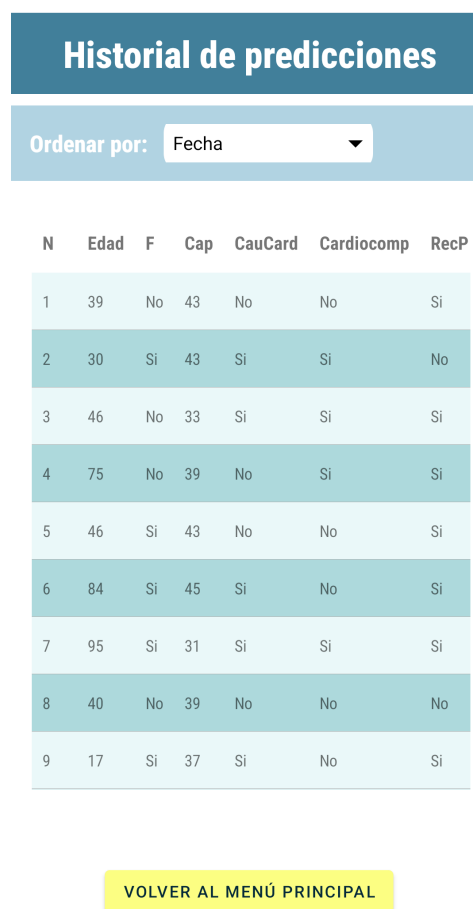 Historial de predicciones
Ordenar por: Fecha
N Edad F Cap CauCard Cardiocomp RecP
1 39 No 43 No No Si
2 30 Si 43 Si Si No
3 46 No 33 Si Si Si
4 75 No 39 No Si Si
5 46 Si 43 No No Si
6 84 Si 45 Si No Si
7 95 Si 31 Si Si Si
8 40 No 39 No No No
9 17 Si 37 Si No Si
VOLVER AL MENÚ PRINCIPAL